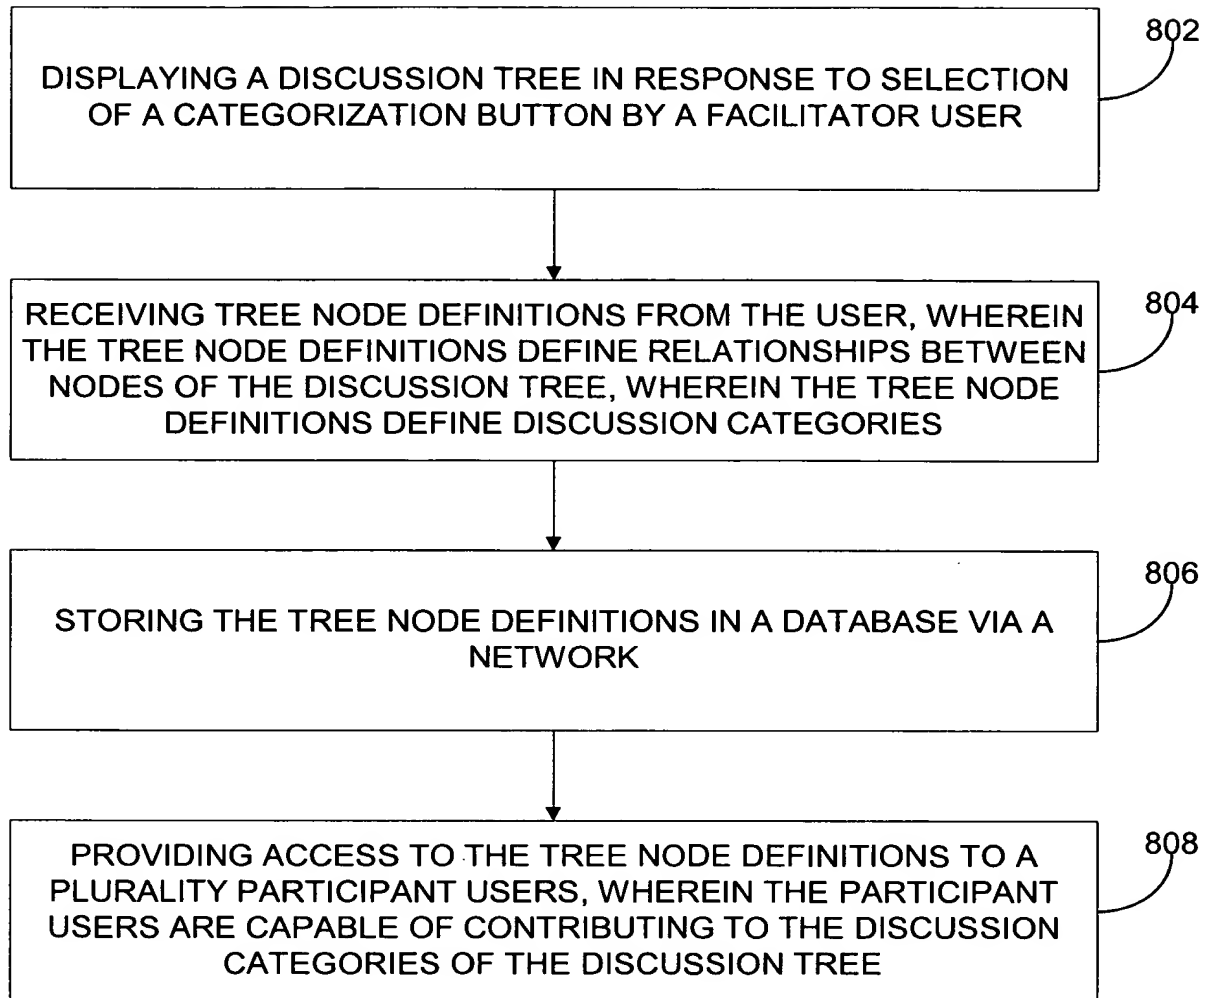 802
DISPLAYING A DISCUSSION TREE IN RESPONSE TO SELECTION
OF A CATEGORIZATION BUTTON BY A FACILITATOR USER
804
RECEIVING TREE NODE DEFINITIONS FROM THE USER, WHEREIN
THE TREE NODE DEFINITIONS DEFINE RELATIONSHIPS BETWEEN
NODES OF THE DISCUSSION TREE, WHEREIN THE TREE NODE
DEFINITIONS DEFINE DISCUSSION CATEGORIES
806
STORING THE TREE NODE DEFINITIONS IN A DATABASE VIA A
NETWORK
808
PROVIDING ACCESS TO THE TREE NODE DEFINITIONS TO A
PLURALITY PARTICIPANT USERS, WHEREIN THE PARTICIPANT
USERS ARE CAPABLE OF CONTRIBUTING TO THE DISCUSSION
CATEGORIES OF THE DISCUSSION TREE